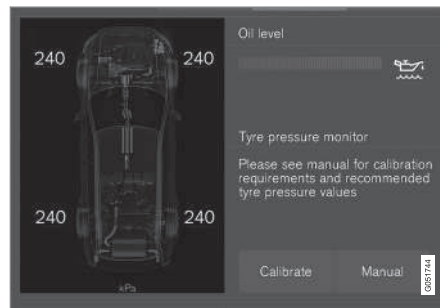 Oil level
240 240
Tyre pressure monitor
Please see manual for calibration
requirements and recommended
tyre pressure values
240 240
Calibrate Manual
kPa
G051744